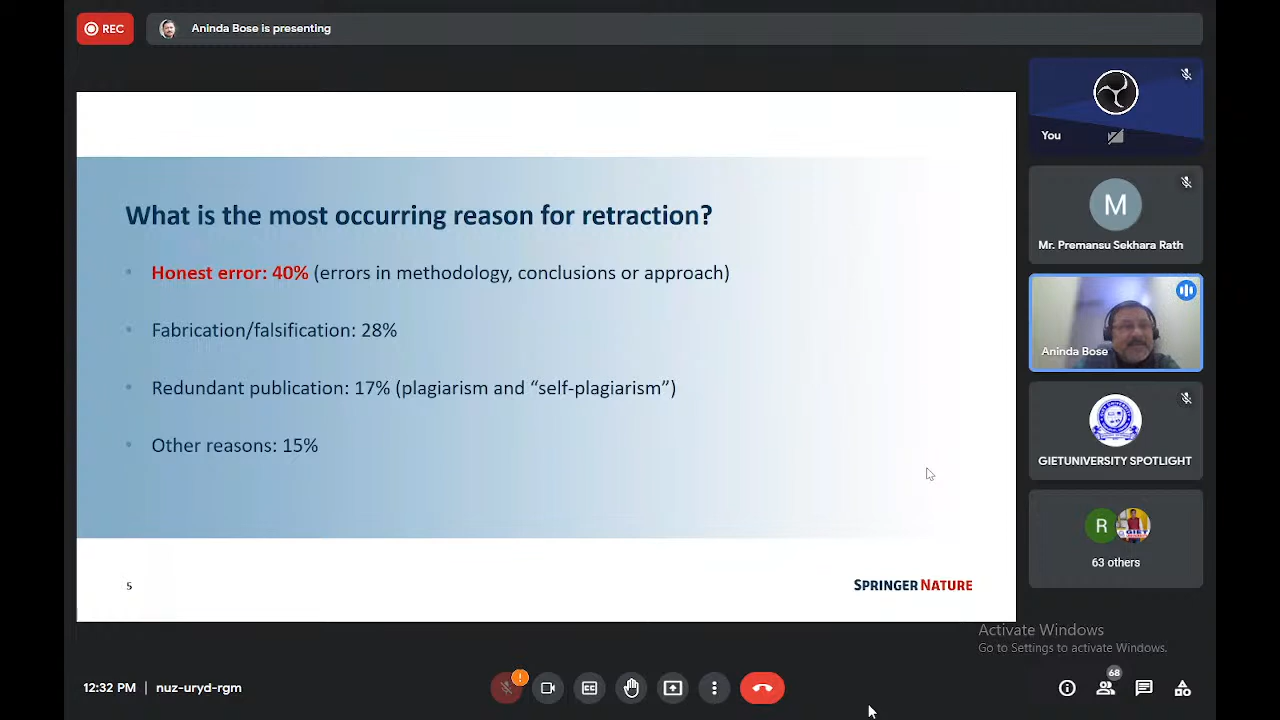 REC
Aninda Bose is presenting
What is the most occurring reason for retraction?
Honest error: 40% (errors in methodology, conclusions or approach)
Fabrication/falsification: 28%
Redundant publication: 17% (plagiarism and “self-plagiarism”)
Other reasons: 15%
5
SPRINGER NATURE
You
M
Mr. Premansu Sekhara Rath
Aninda Bose
GIETUNIVERSITY SPOTLIGHT
R
GIET
63 others
Activate Windows
Go to Settings to activate Windows.
12:32 PM | nuz-uryd-rgm
!
CC
68